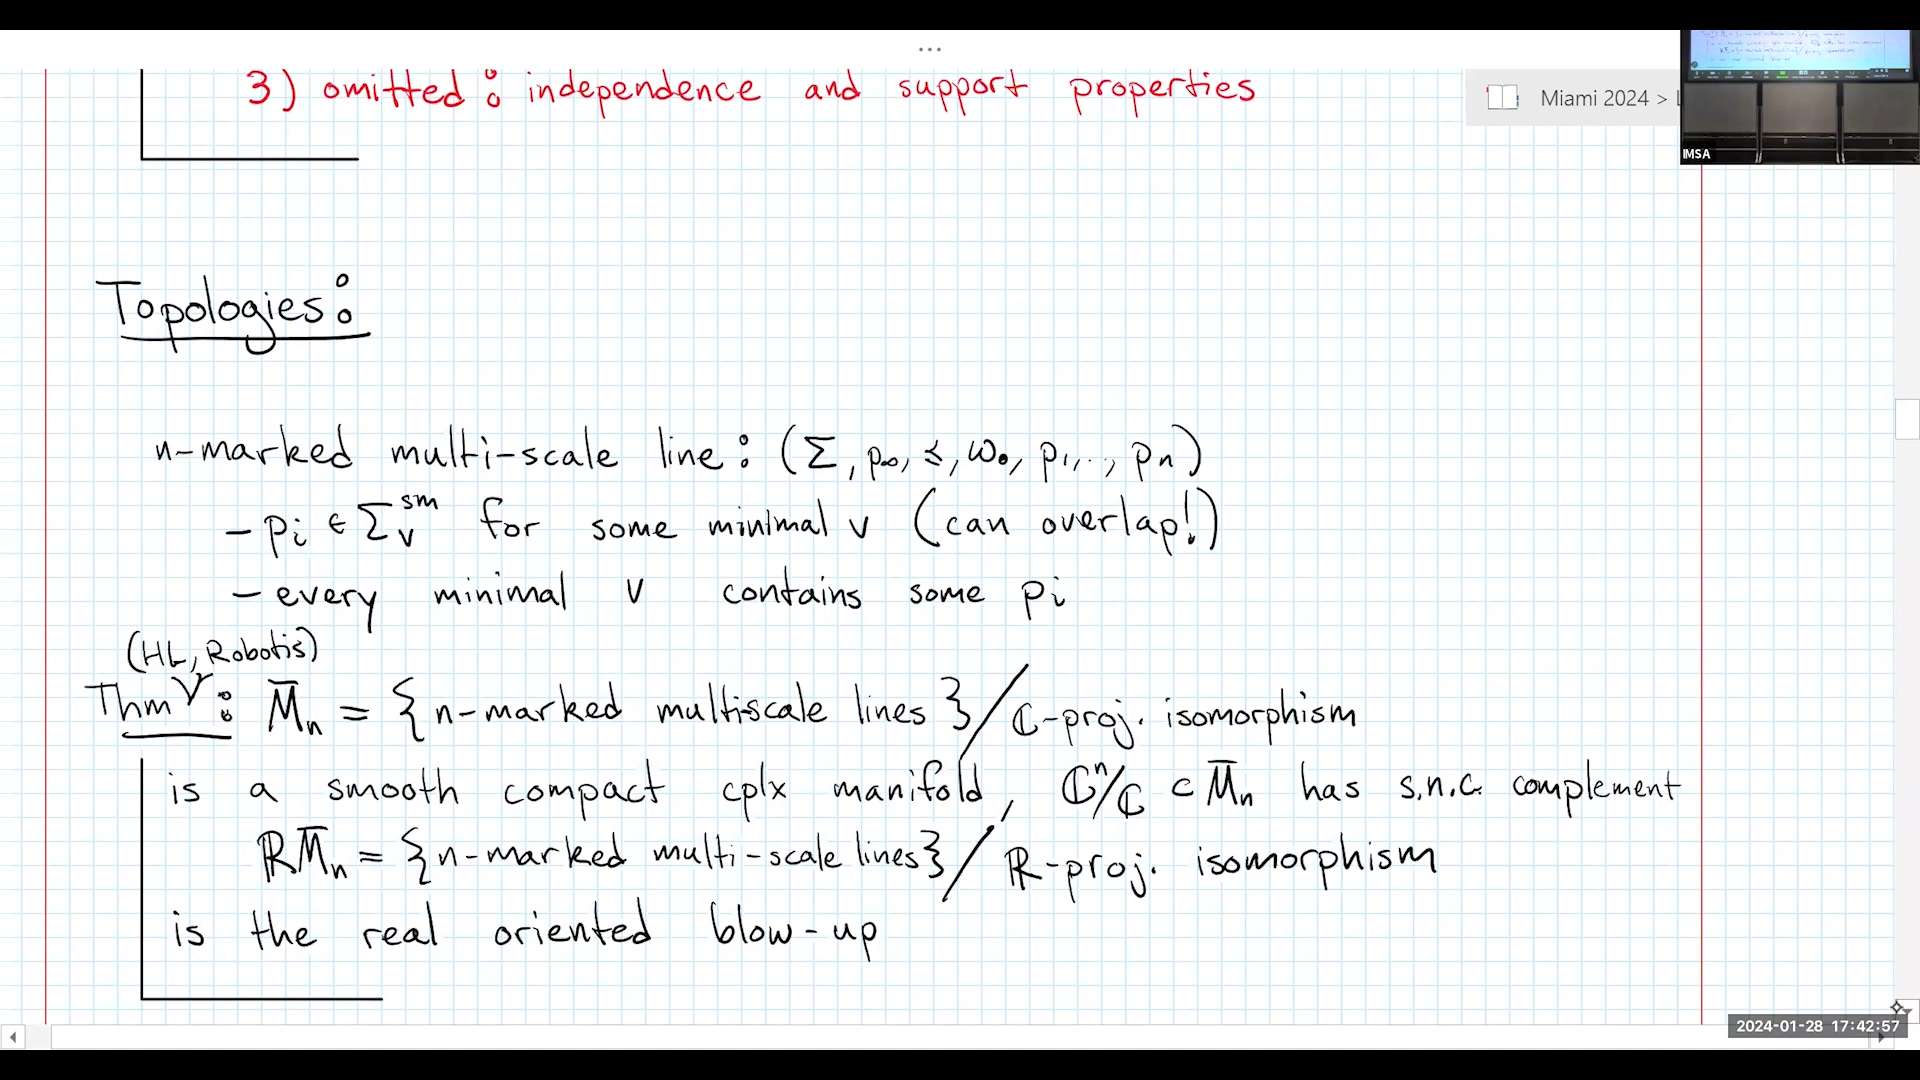 ...
3) omitted : independence and support properties
Miami 2024 >
IMSA
Topologies:
n-marked multi-scale line : (Σ, p∞, ≼, ω•, p1, .., pn)
- pi ∈ Σv^sm for some minimal v (can overlap!)
- every minimal v contains some pi
(HL, Robotis)
Thm : M̄n = { n-marked multiscale lines } / ℂ-proj. isomorphism
is a smooth compact cplx manifold, ℂ^n/ℂ ⊂ M̄n has s.n.c. complement
ℝM̄n = { n-marked multi-scale lines } / ℝ-proj. isomorphism
is the real oriented blow-up
2024-01-28 17:42:57